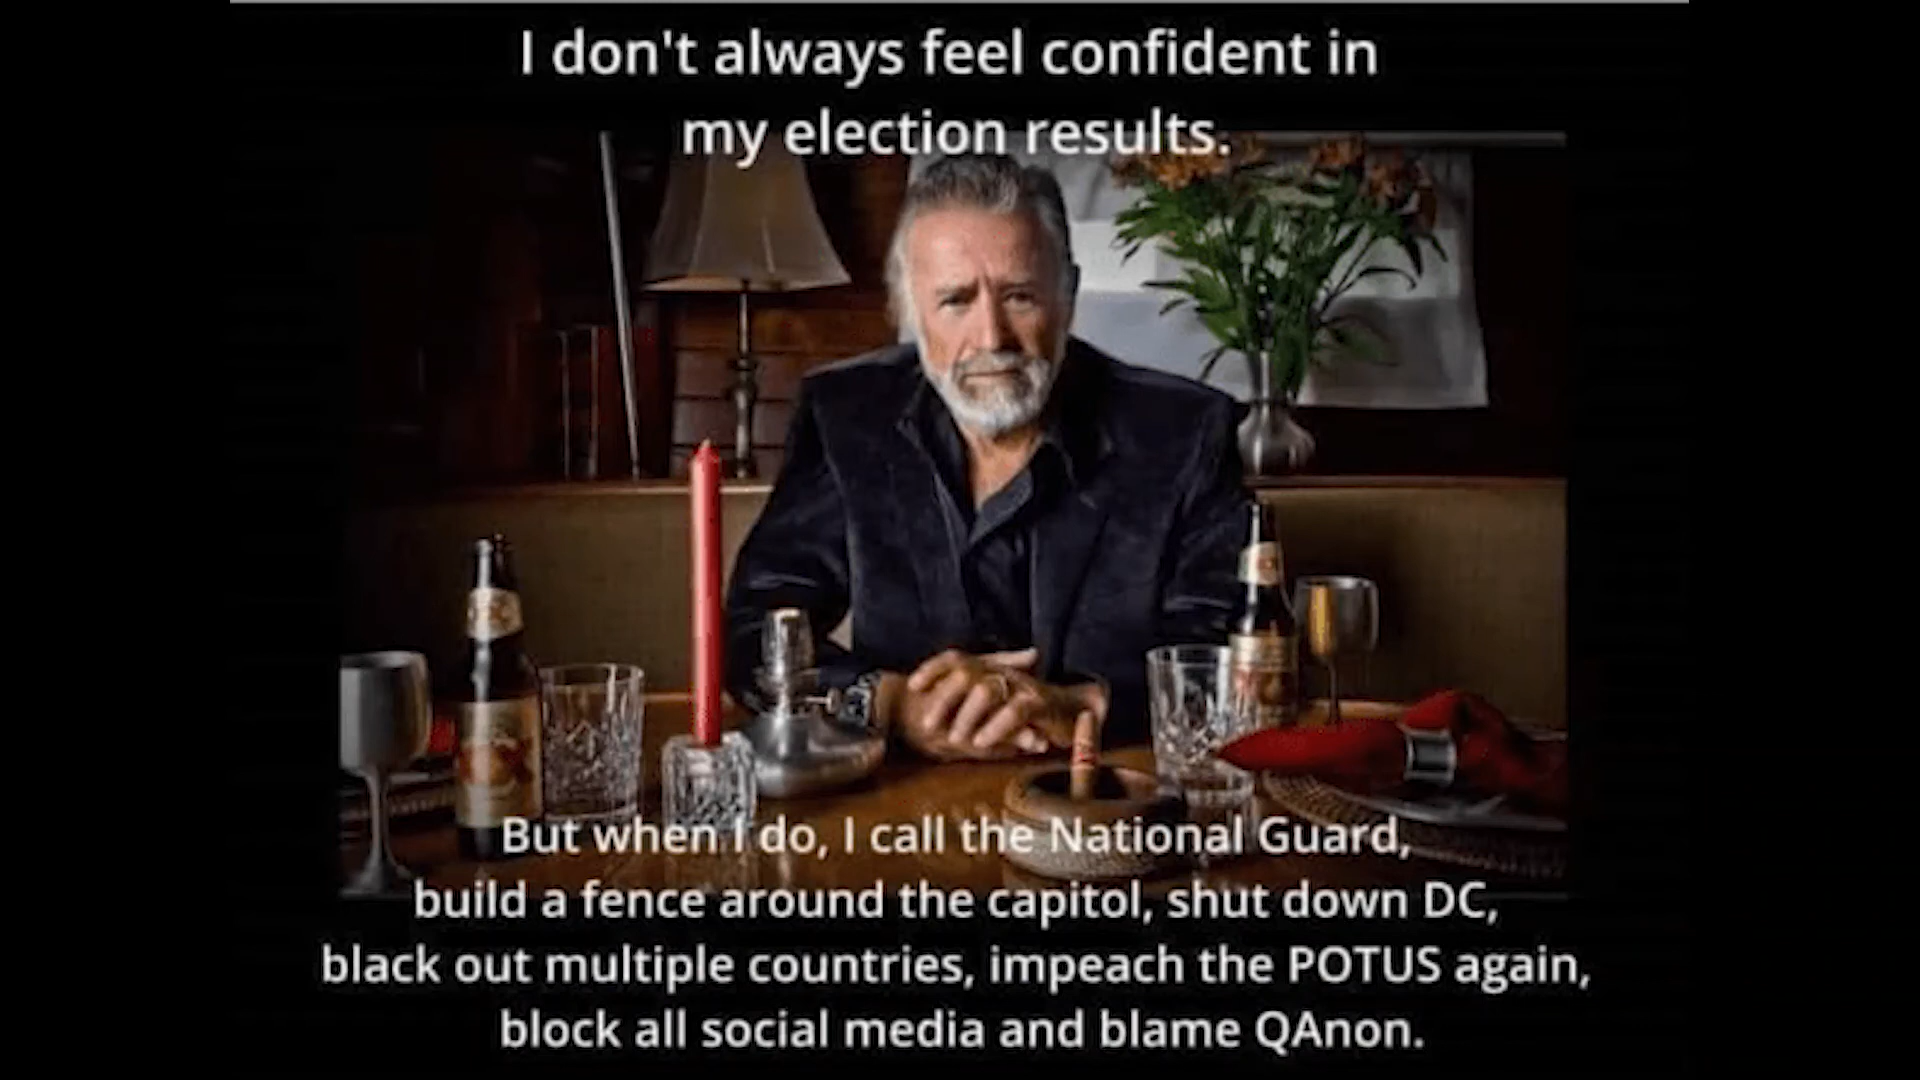 I don't always feel confident in
my election results.
But when I do, I call the National Guard,
build a fence around the capitol, shut down DC,
black out multiple countries, impeach the POTUS again,
block all social media and blame QAnon.